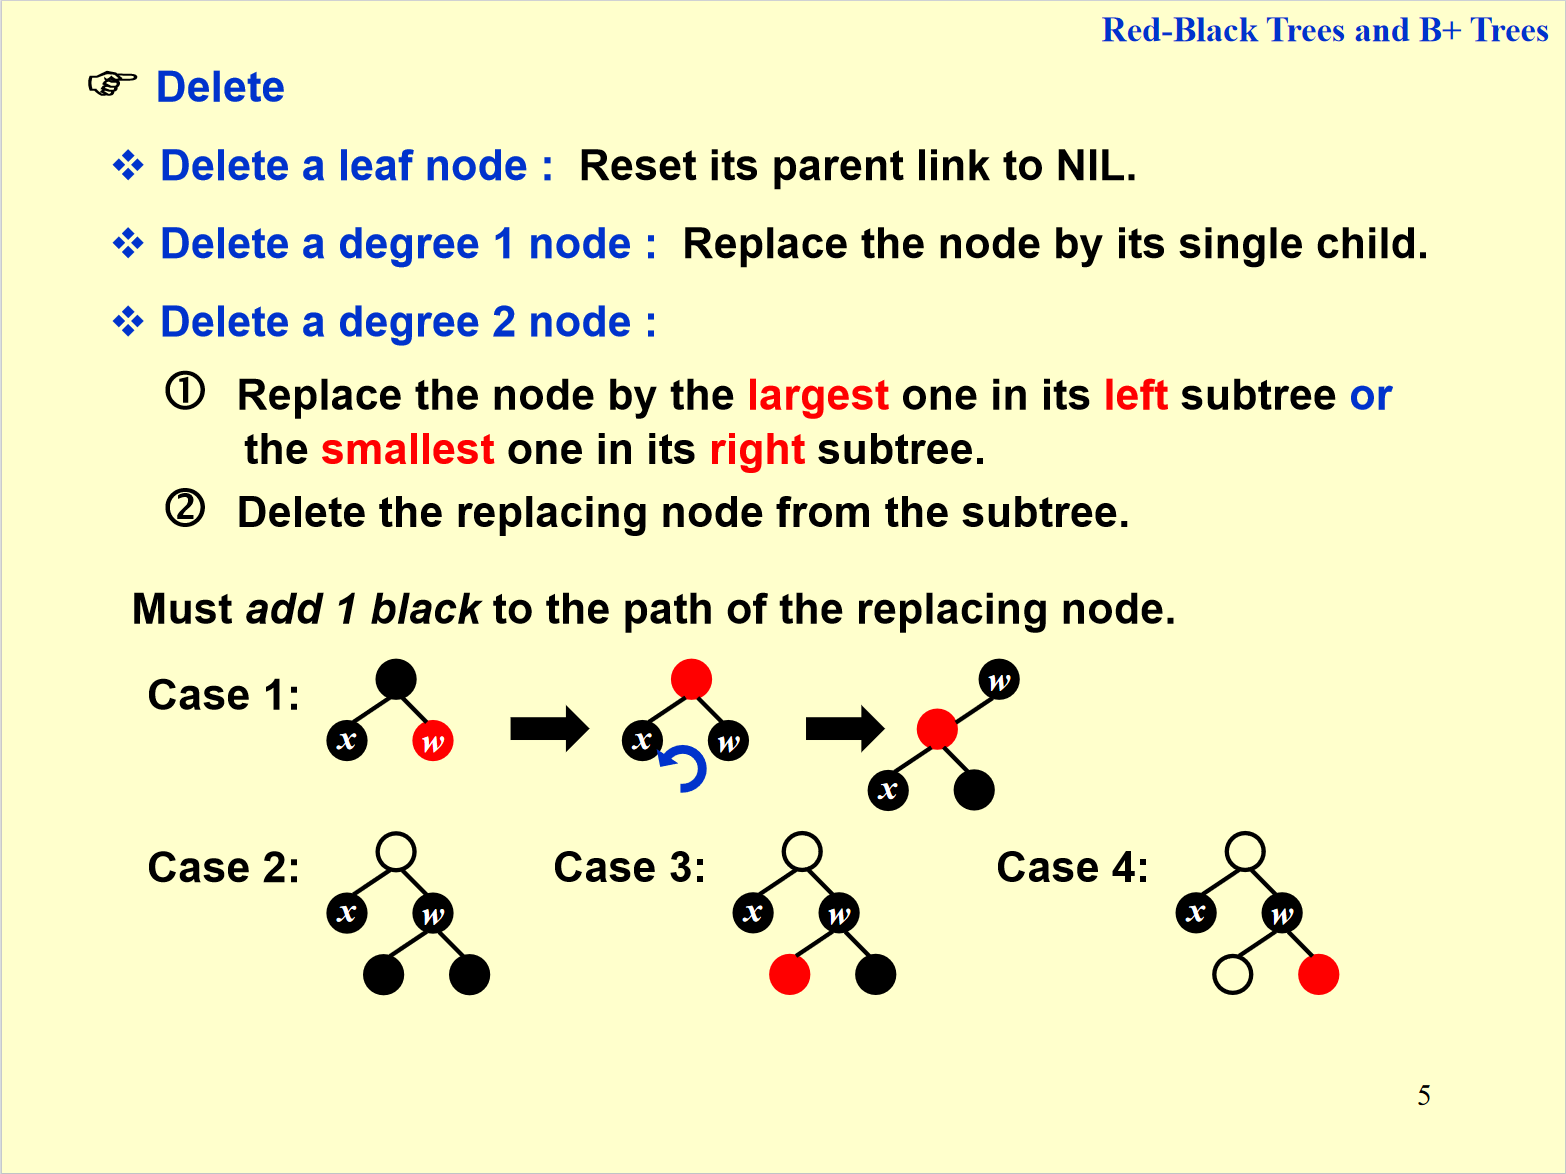 Red-Black Trees and B+ Trees
☞ Delete
❖ Delete a leaf node : Reset its parent link to NIL.
❖ Delete a degree 1 node : Replace the node by its single child.
❖ Delete a degree 2 node :
① Replace the node by the largest one in its left subtree or
the smallest one in its right subtree.
② Delete the replacing node from the subtree.
Must add 1 black to the path of the replacing node.
Case 1:
x w
x w
w
x
Case 2:
x w
Case 3:
x w
Case 4:
x w
5